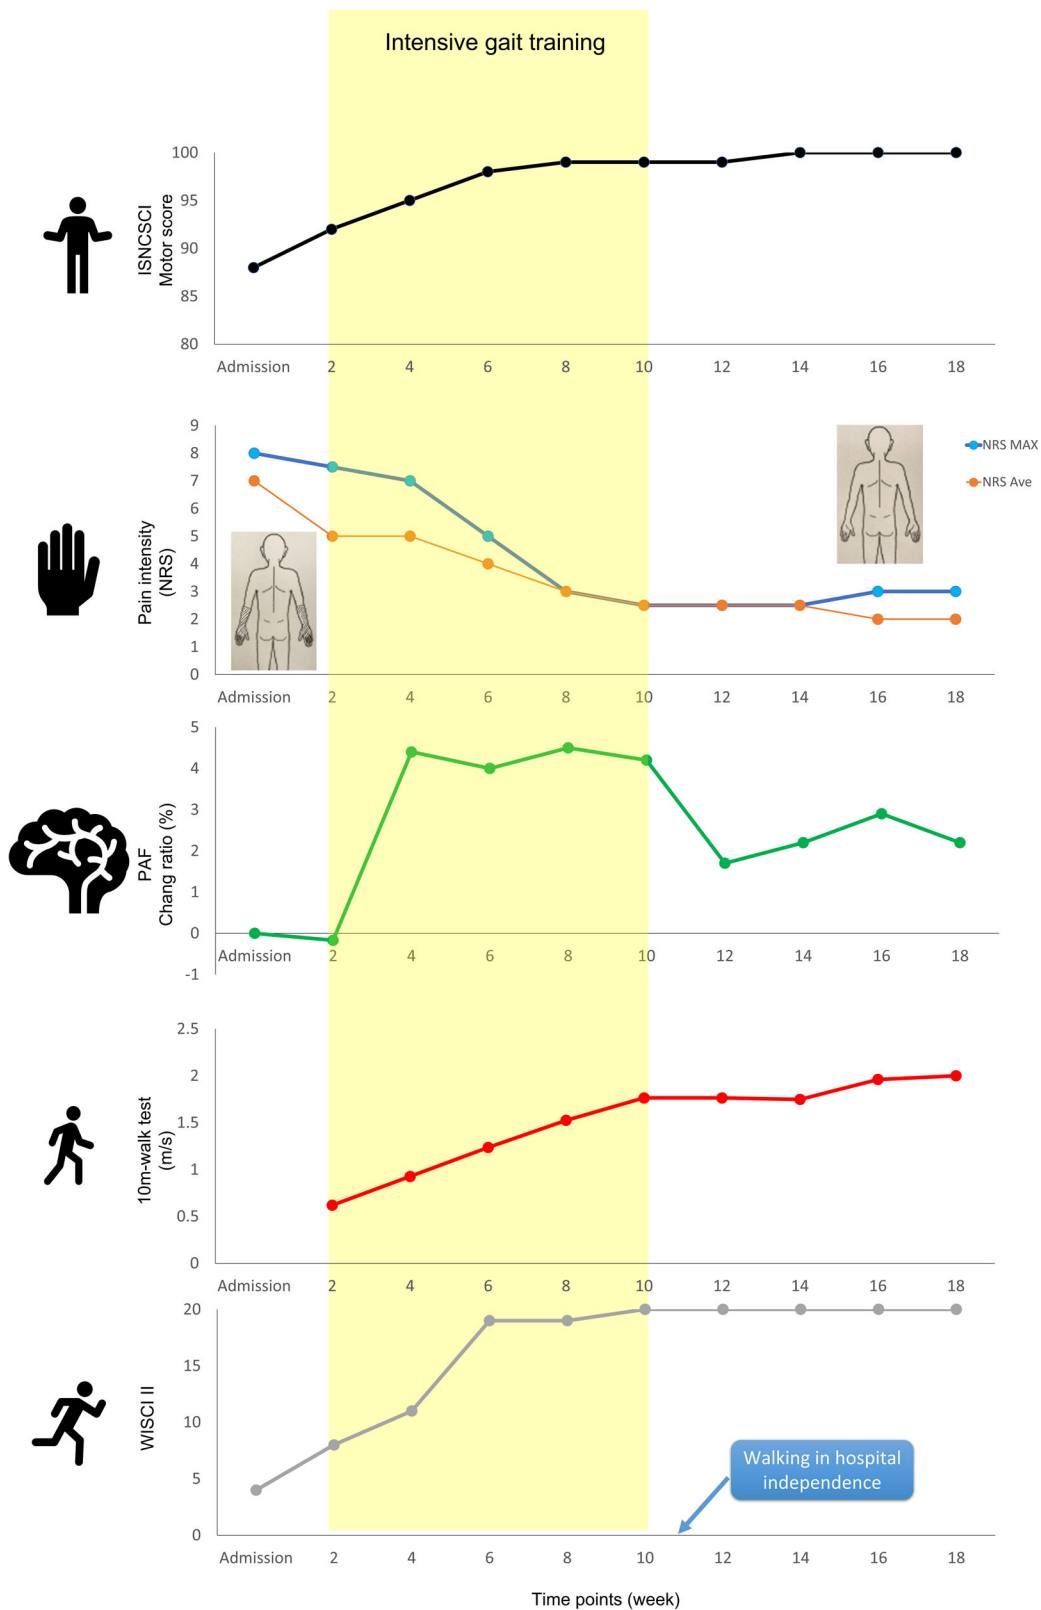 Intensive gait training
ISNCSCI
Motor score
100
95
90
85
80
Admission 2 4 6 8 10 12 14 16 18
Pain intensity
(NRS)
9
8
7
6
5
4
3
2
1
0
NRS MAX
NRS Ave
Admission 2 4 6 8 10 12 14 16 18
PAF
Chang ratio (%)
5
4
3
2
1
0
-1
Admission 2 4 6 8 10 12 14 16 18
10m-walk test
(m/s)
2.5
2
1.5
1
0.5
0
Admission 2 4 6 8 10 12 14 16 18
WISCI II
20
15
10
5
0
Walking in hospital
independence
Admission 2 4 6 8 10 12 14 16 18
Time points (week)